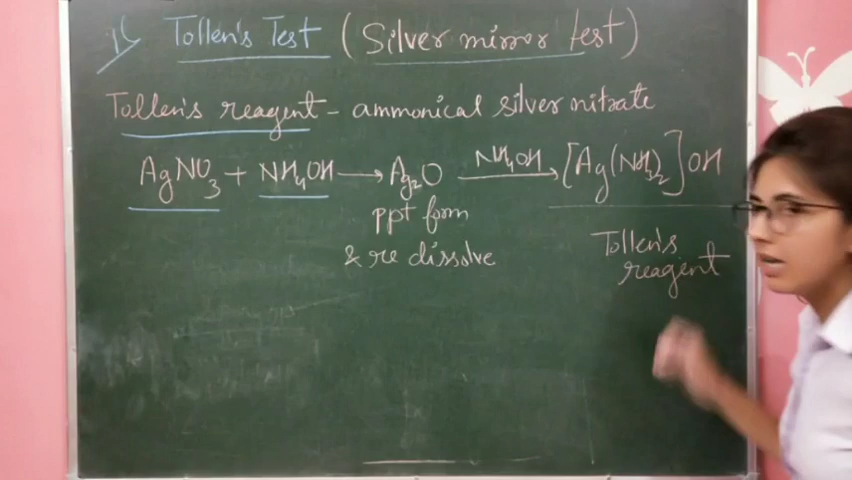 1) Tollen's Test (Silver mirror test)
Tollen's reagent - ammonical silver nitrate
AgNO₃ + NH₄OH → Ag₂O NH₄OH → [Ag(NH₃)₂]OH
ppt form
& re dissolve
Tollen's
reagent